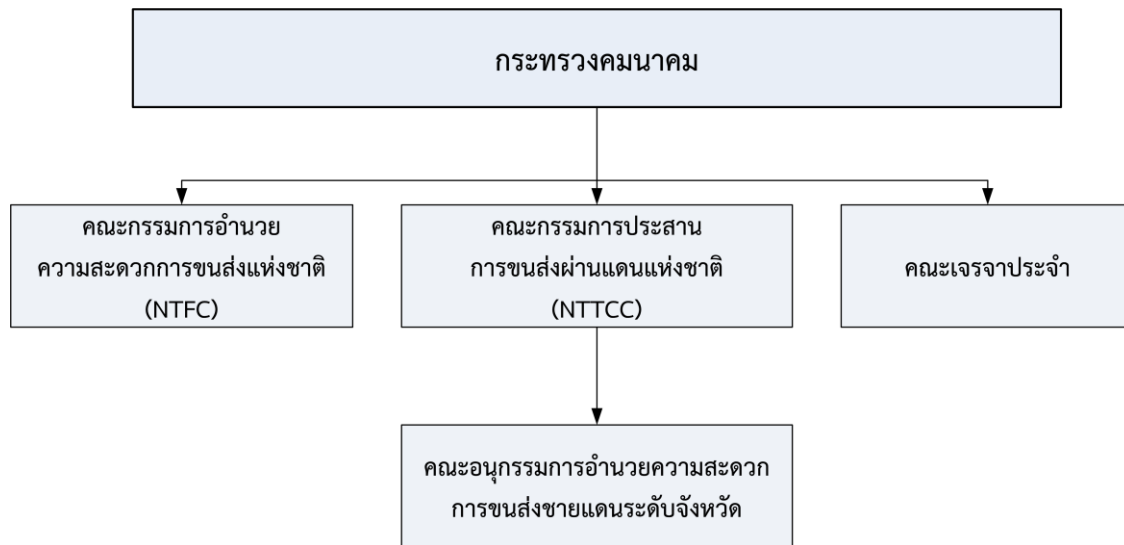 กระทรวงคมนาคม
คณะกรรมการอำนวย
ความสะดวกการขนส่งแห่งชาติ
(NTFC)
คณะกรรมการประสาน
การขนส่งผ่านแดนแห่งชาติ
(NTTCC)
คณะเจรจาประจำ
คณะอนุกรรมการอำนวยความสะดวก
การขนส่งชายแดนระดับจังหวัด